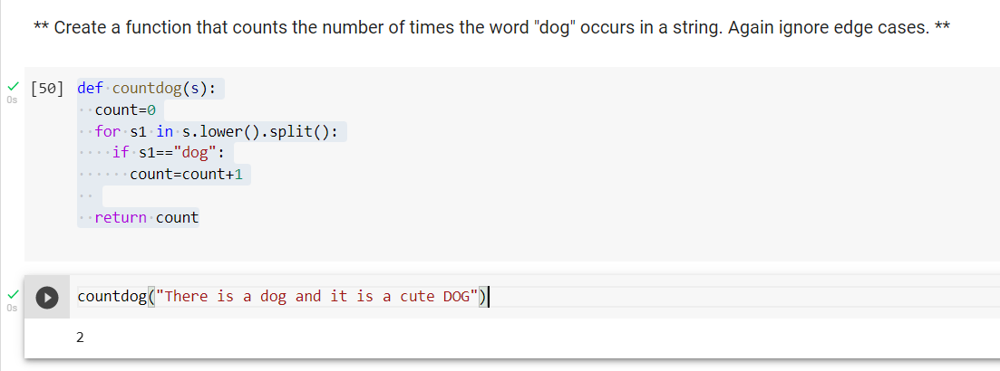 ** Create a function that counts the number of times the word "dog" occurs in a string. Again ignore edge cases. **
0s
[50] def countdog(s):
  count=0
  for s1 in s.lower().split():
    if s1=="dog":
      count=count+1

  return count
0s
countdog("There is a dog and it is a cute DOG")
2